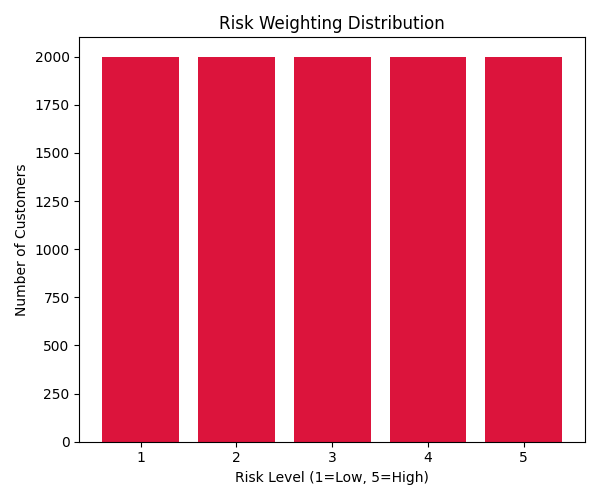 Risk Weighting Distribution
2000
1750
1500
1250
1000
750
500
250
0
Number of Customers
1 2 3 4 5
Risk Level (1=Low, 5=High)